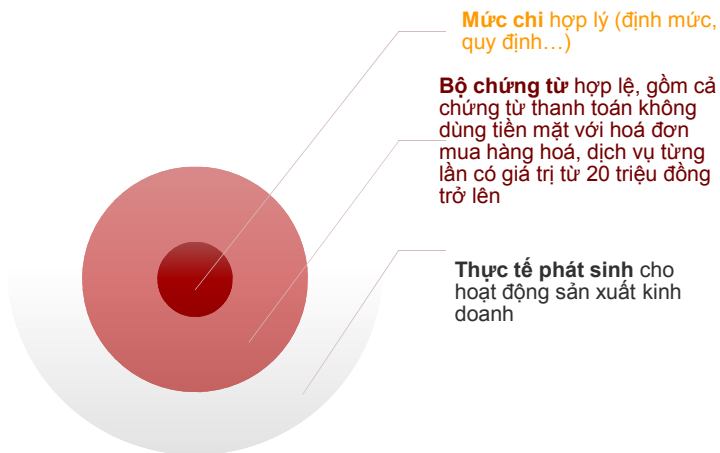 Mức chi hợp lý (định mức,
quy định…)
Bộ chứng từ hợp lệ, gồm cả
chứng từ thanh toán không
dùng tiền mặt với hoá đơn
mua hàng hoá, dịch vụ từng
lần có giá trị từ 20 triệu đồng
trở lên
Thực tế phát sinh cho
hoạt động sản xuất kinh
doanh